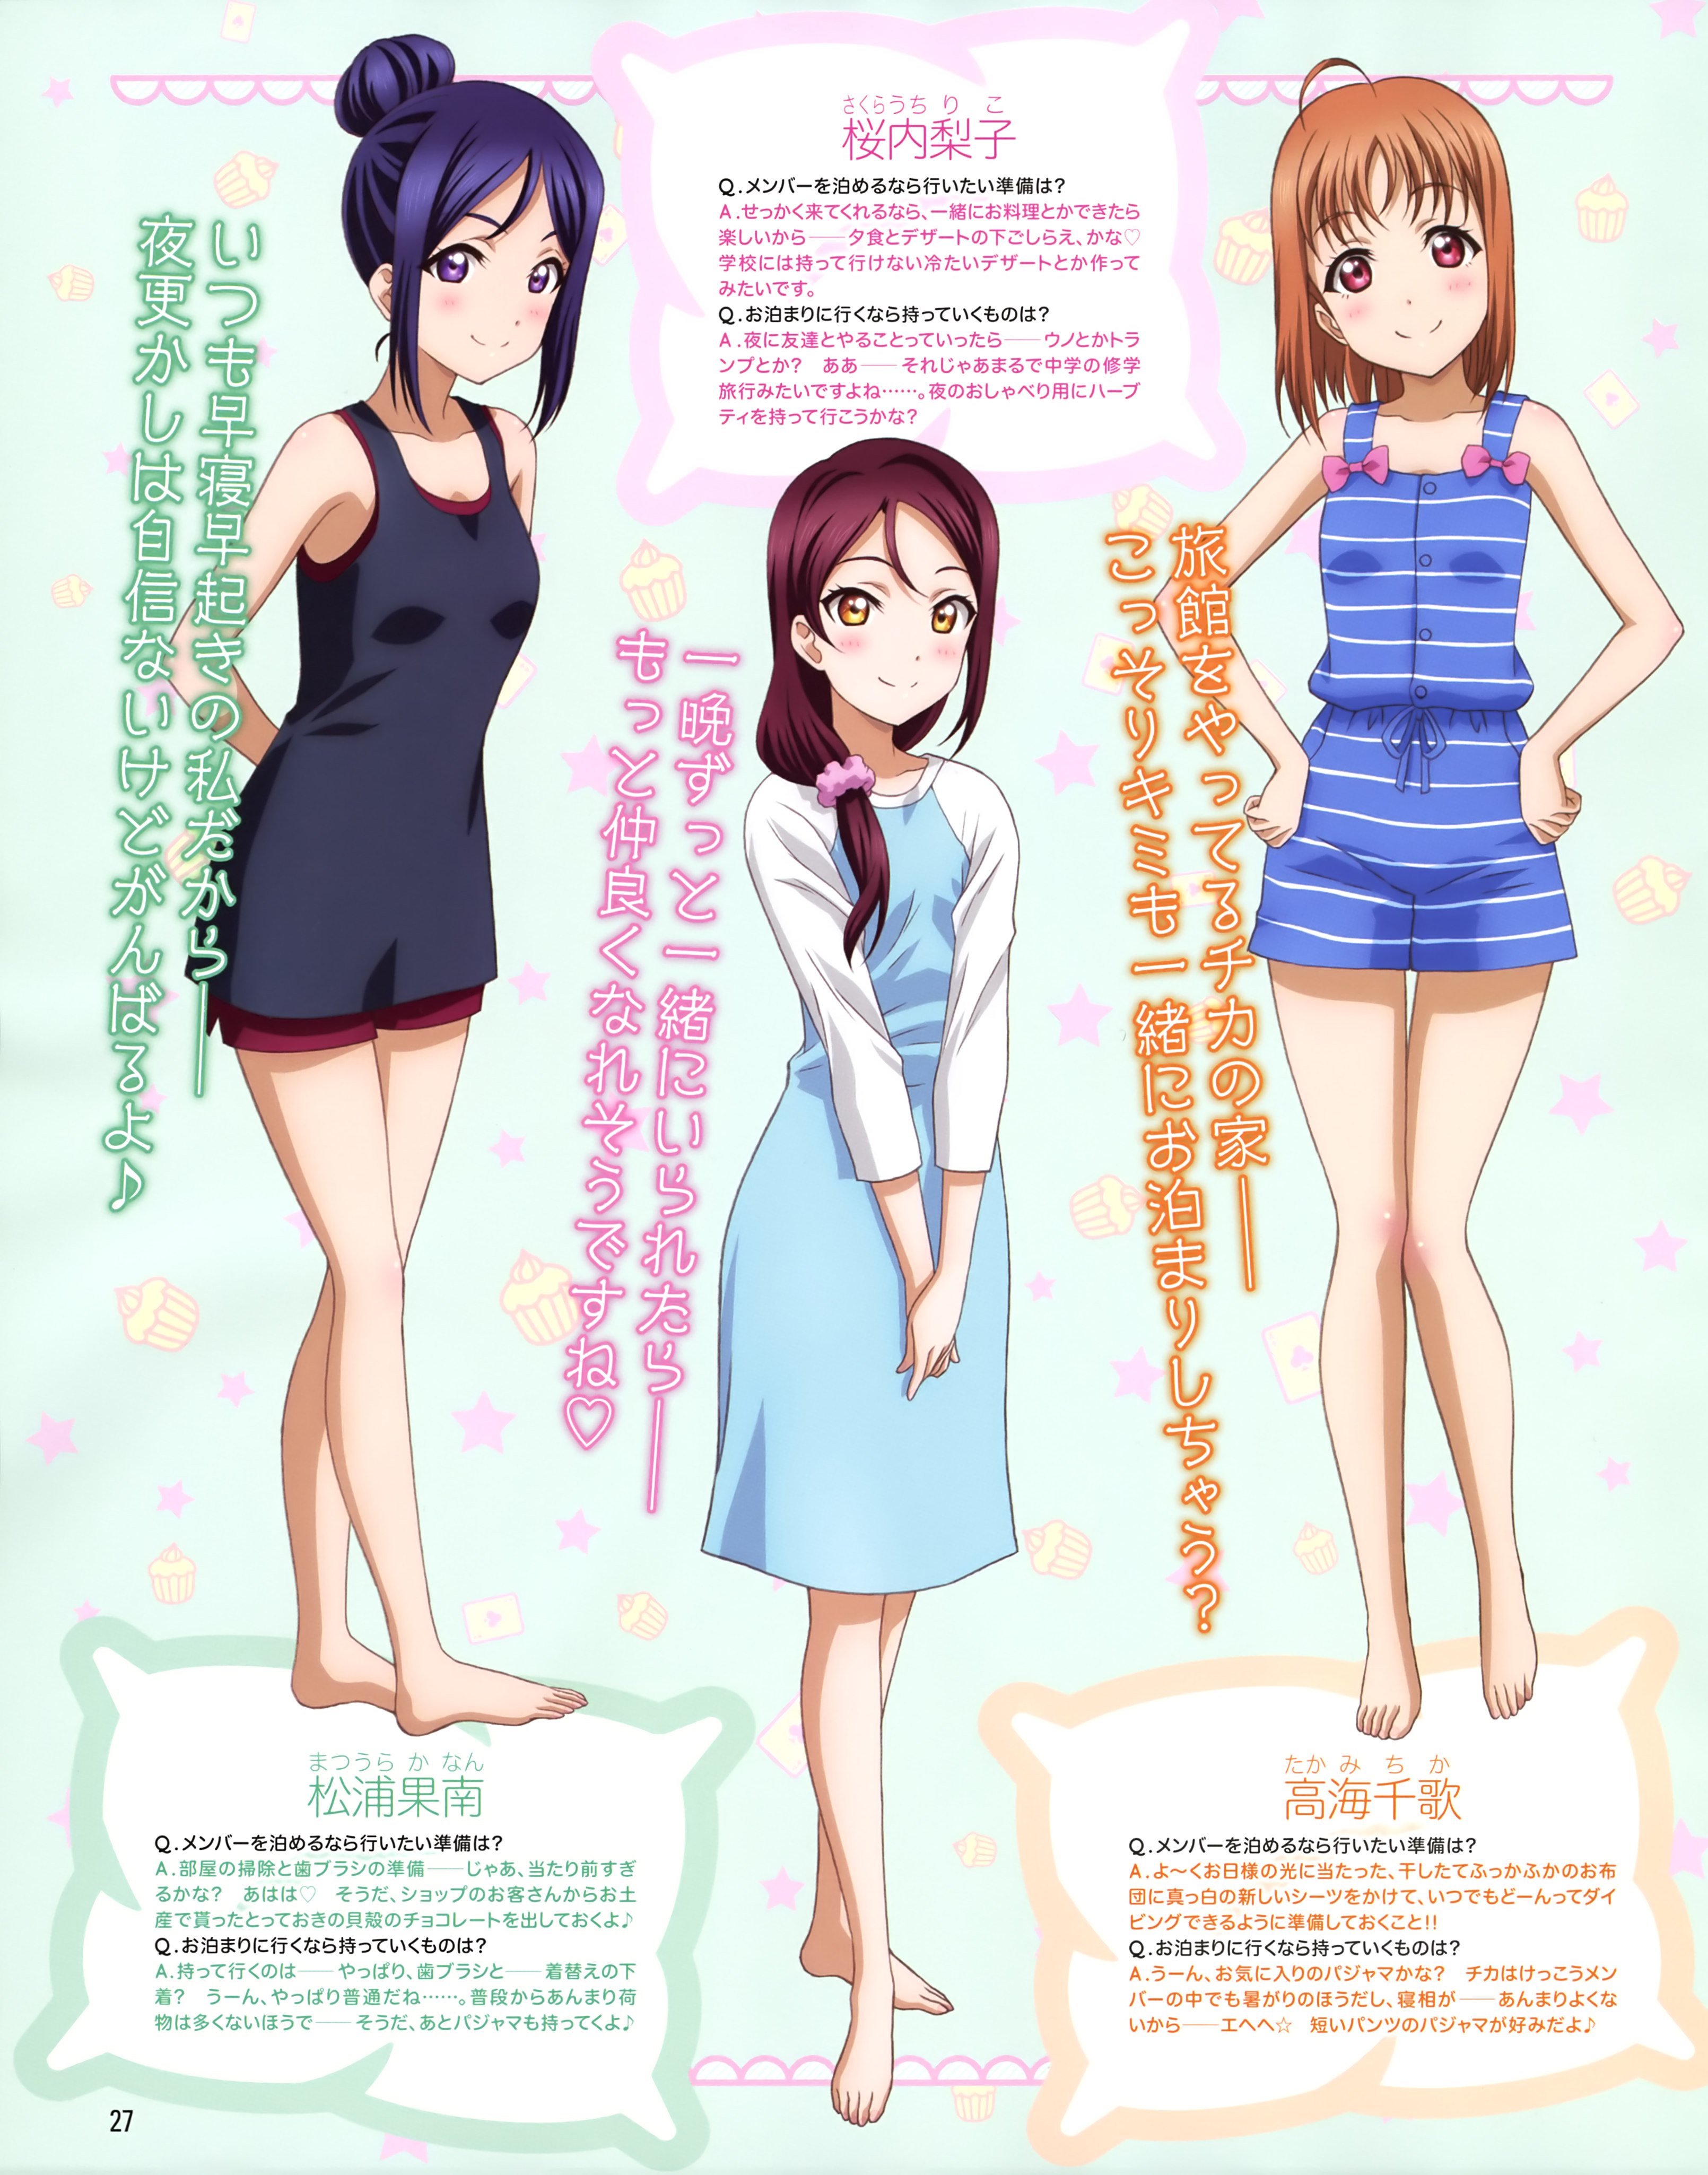 いつも早寝早起きの私だから――
夜更かしは自信ないけどがんばるよ♪
さくらうち り こ
桜内梨子
Q.メンバーを泊めるなら行いたい準備は?
A.せっかく来てくれるなら、一緒にお料理とかできたら
楽しいから――夕食とデザートの下ごしらえ、かな♡
学校には持って行けない冷たいデザートとか作って
みたいです。
Q.お泊まりに行くなら持っていくものは?
A.夜に友達とやることっていったら――ウノとかトラ
ンプとか? ああ――それじゃあまるで中学の修学
旅行みたいですよね……。夜のおしゃべり用にハーブ
ティを持って行こうかな?
一晩ずっと一緒にいられたら――
もっと仲良くなれそうですね♡
旅館をやってるチカの家――
こっそりキミも一緒にお泊まりしちゃう?
まつうら か なん
松浦果南
Q.メンバーを泊めるなら行いたい準備は?
A.部屋の掃除と歯ブラシの準備――じゃあ、当たり前すぎ
るかな? あはは♡ そうだ、ショップのお客さんからお土
産で貰ったとっておきの貝殻のチョコレートを出しておくよ♪
Q.お泊まりに行くなら持っていくものは?
A.持って行くのは――やっぱり、歯ブラシと――着替えの下
着? うーん、やっぱり普通だね……。普段からあんまり荷
物は多くないほうで――そうだ、あとパジャマも持ってくよ♪
たか み ち か
高海千歌
Q.メンバーを泊めるなら行いたい準備は?
A.よ〜くお日様の光に当たった、干したてふっかふかのお布
団に真っ白の新しいシーツをかけて、いつでもどーんってダイ
ビングできるように準備しておくこと!!
Q.お泊まりに行くなら持っていくものは?
A.うーん、お気に入りのパジャマかな? チカはけっこうメン
バーの中でも暑がりのほうだし、寝相が――あんまりよくな
いから――エヘヘ☆ 短いパンツのパジャマが好みだよ♪
27